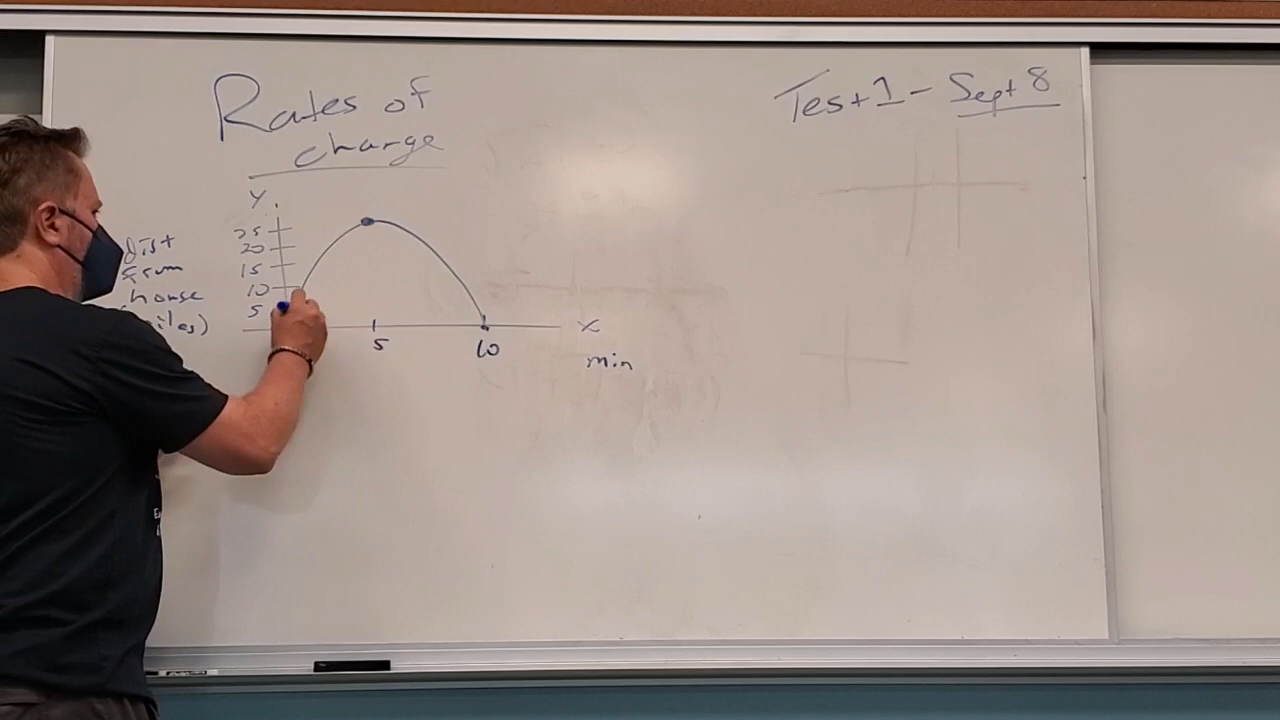 Rates of
change
Test 1 - Sept 8
y
25
20
15
10
5
dist
from
house
5
10
x
min